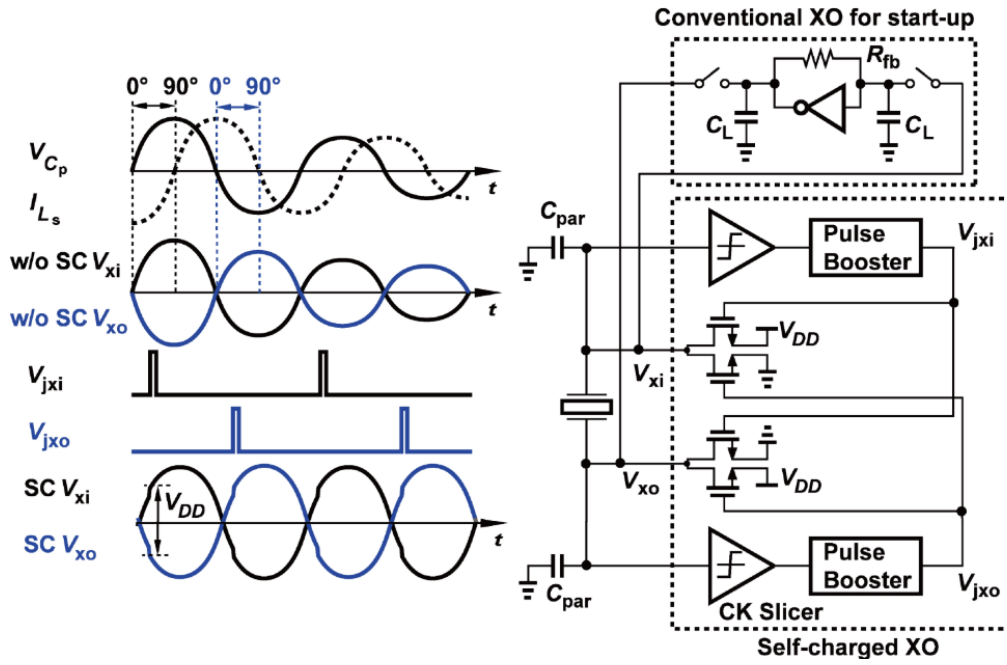 Conventional XO for start-up
R_fb
C_L
C_L
0° 90° 0° 90°
V_Cp
t
I_Ls
w/o SC V_xi
t
w/o SC V_xo
V_jxi
V_jxo
SC V_xi
V_DD
t
SC V_xo
C_par
Pulse
Booster
V_jxi
V_DD
V_xi
V_xo
V_DD
C_par
Pulse
Booster
V_jxo
CK Slicer
Self-charged XO